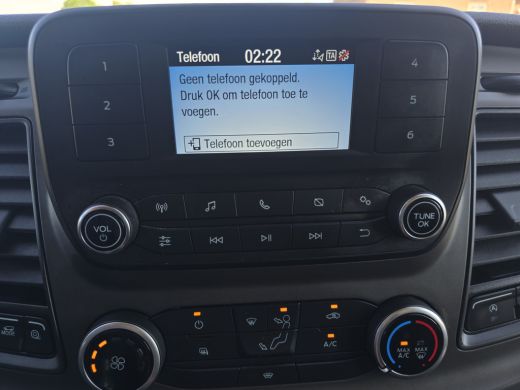 Telefoon 02:22 TA
Geen telefoon gekoppeld.
Druk OK om telefoon toe te
voegen.
Telefoon toevoegen
1
2
3
4
5
6
VOL
TUNE
OK
A/C
MAX
A/C
MAX
MODE